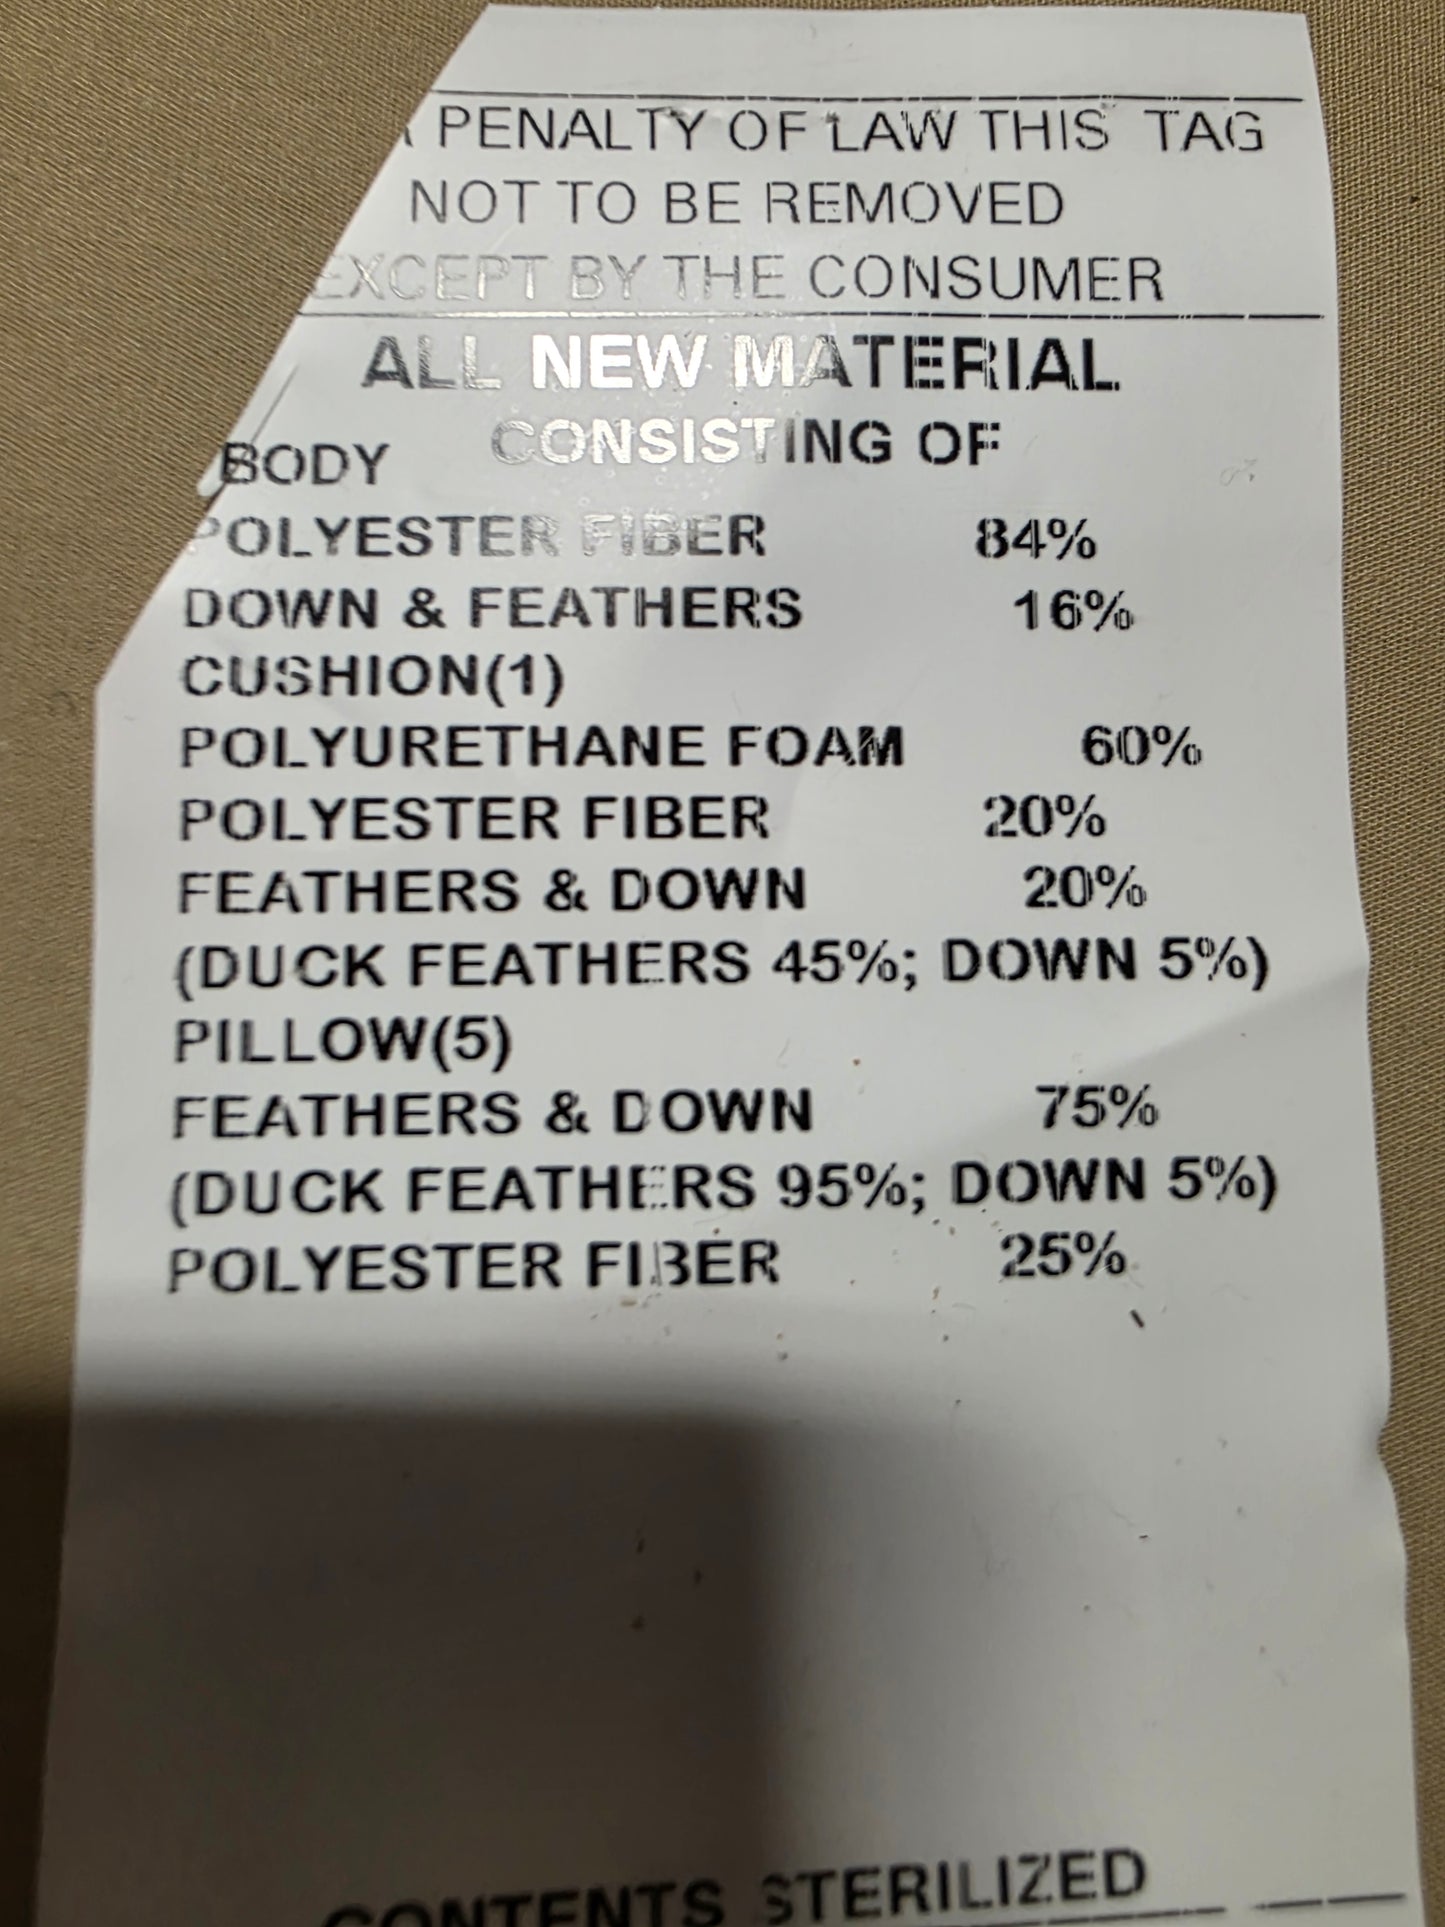 PENALTY OF LAW THIS TAG
NOT TO BE REMOVED
EXCEPT BY THE CONSUMER
ALL NEW MATERIAL
CONSISTING OF
BODY
POLYESTER FIBER 84%
DOWN & FEATHERS 16%
CUSHION(1)
POLYURETHANE FOAM 60%
POLYESTER FIBER 20%
FEATHERS & DOWN 20%
(DUCK FEATHERS 45%; DOWN 5%)
PILLOW(5)
FEATHERS & DOWN 75%
(DUCK FEATHERS 95%; DOWN 5%)
POLYESTER FIBER 25%
CONTENTS STERILIZED